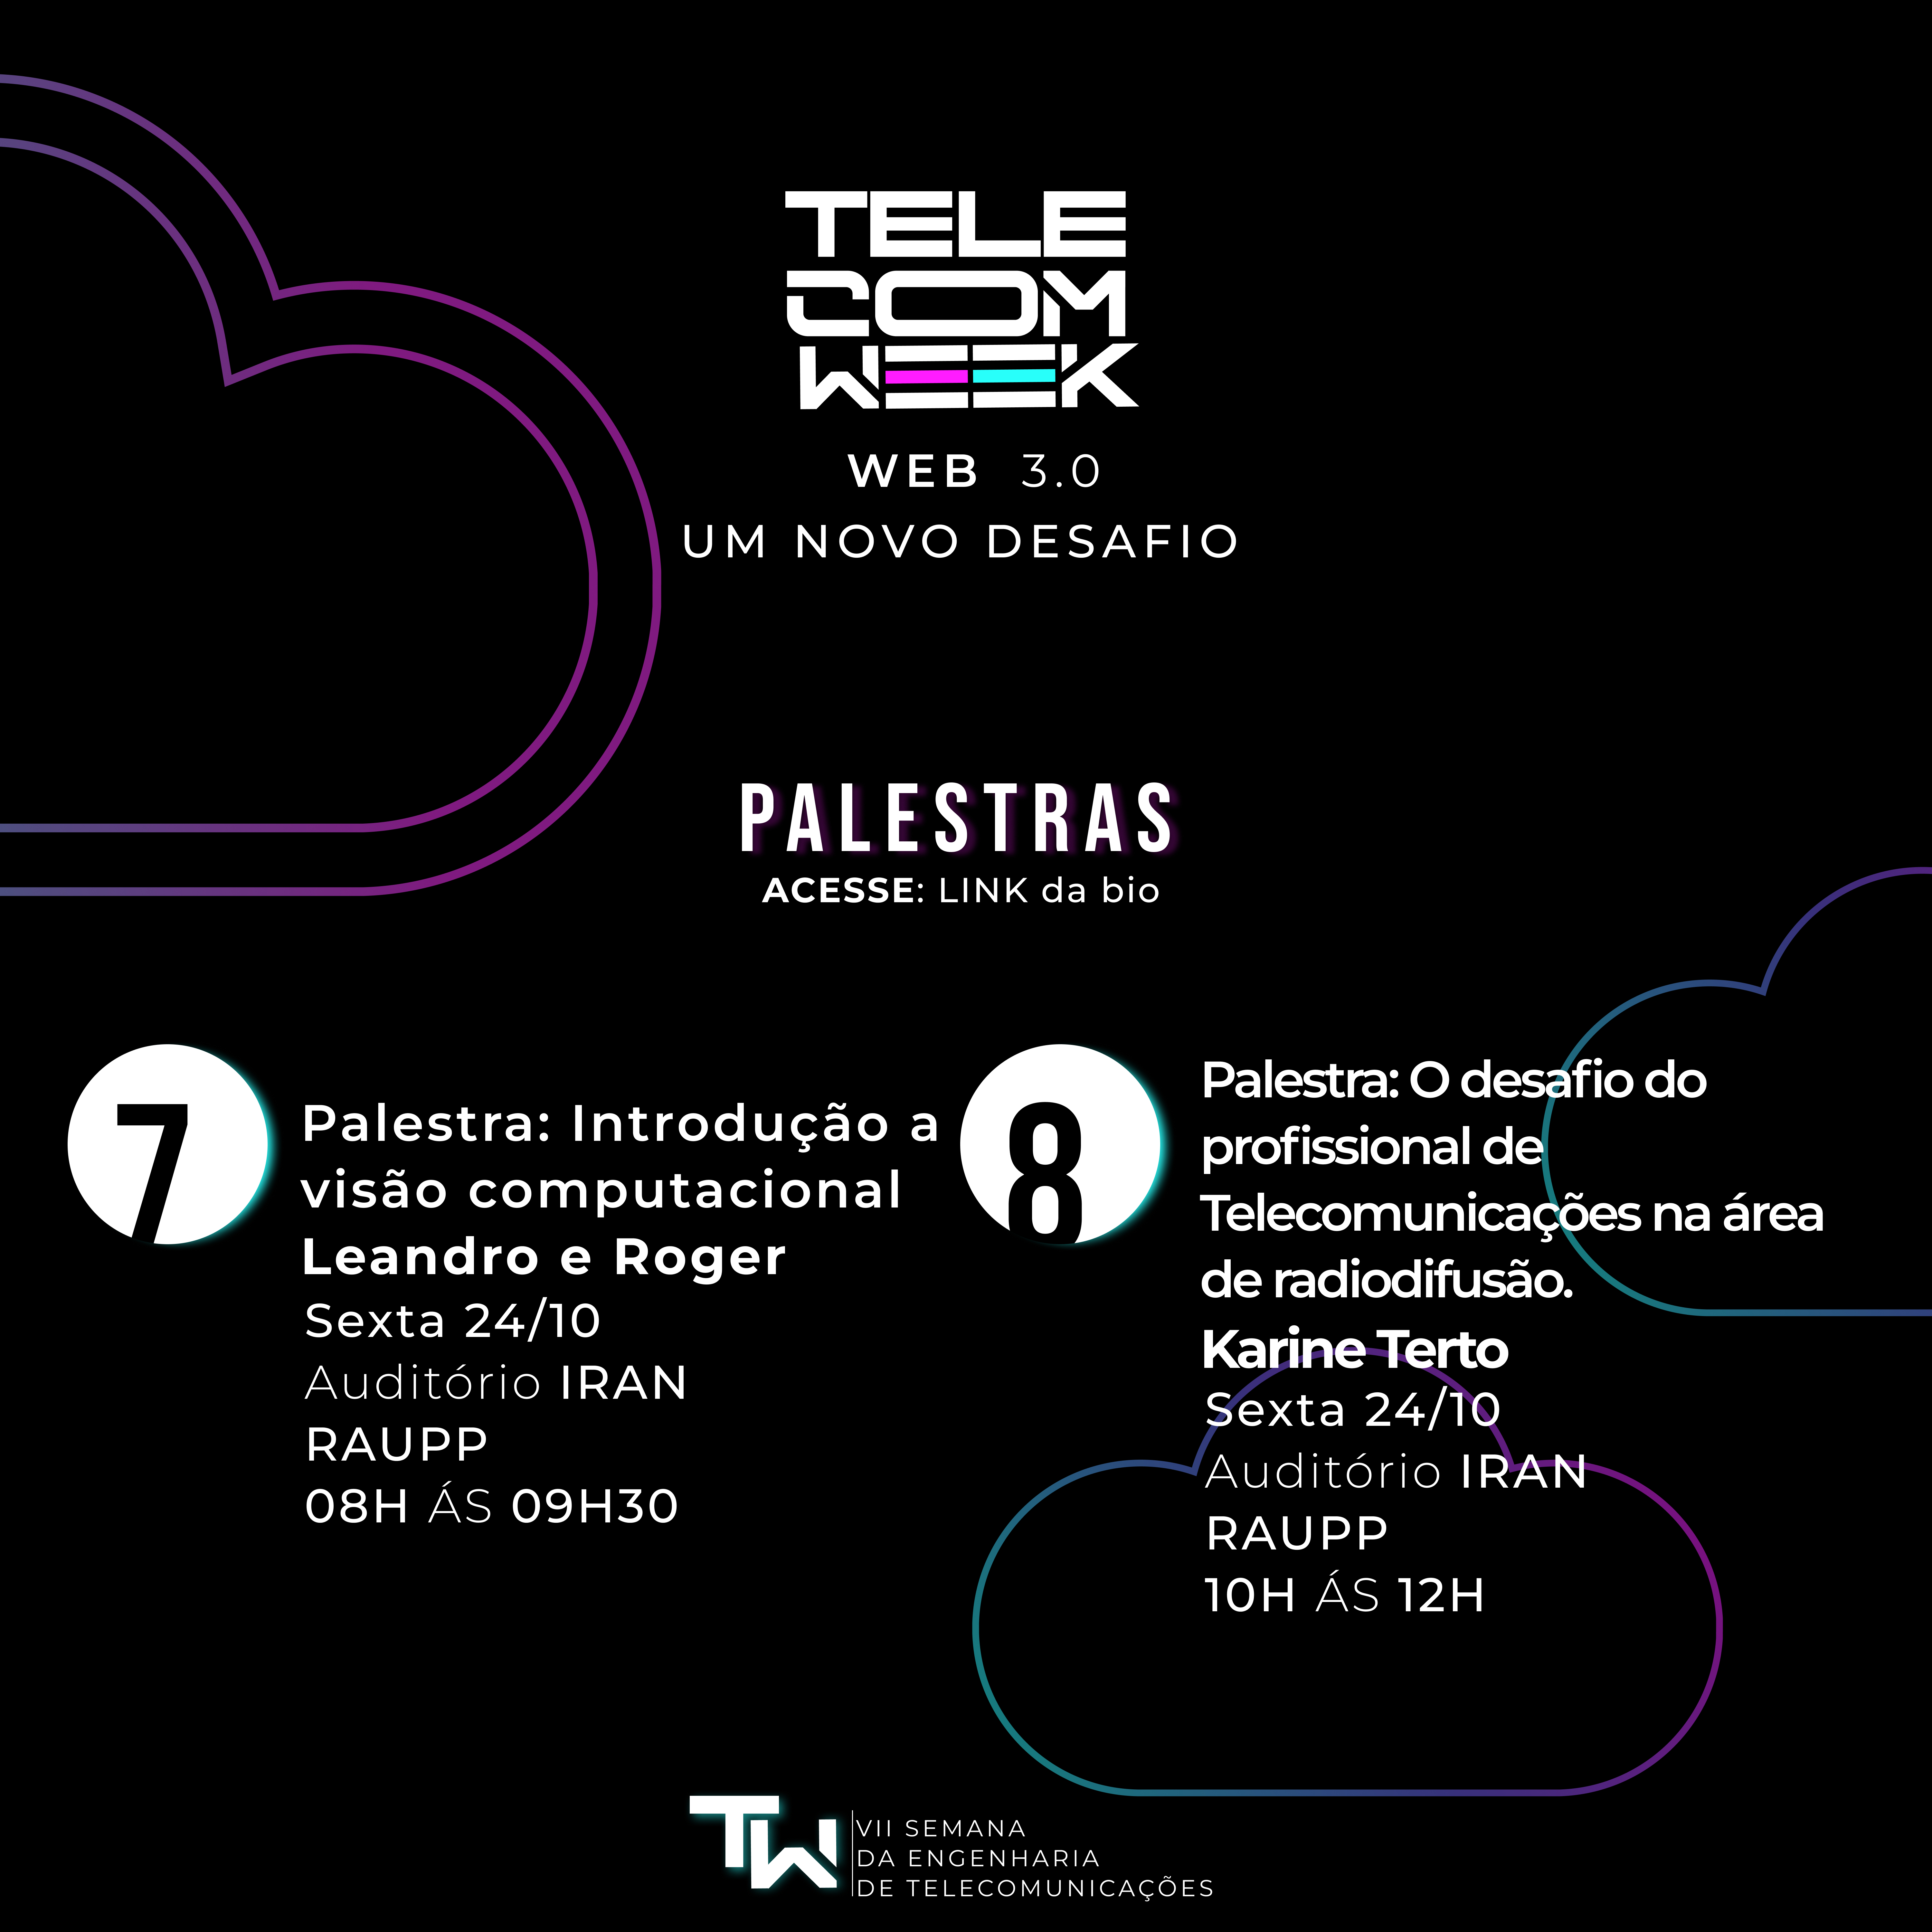 TELE
COM
WEEK
WEB 3.0
UM NOVO DESAFIO
PALESTRAS
ACESSE: LINK da bio
7
Palestra: Introdução a
visão computacional
Leandro e Roger
Sexta 24/10
Auditório IRAN
RAUPP
08H ÁS 09H30
8
Palestra: O desafio do
profissional de
Telecomunicações na área
de radiodifusão.
Karine Terto
Sexta 24/10
Auditório IRAN
RAUPP
10H ÁS 12H
TW
VII SEMANA
DA ENGENHARIA
DE TELECOMUNICAÇÕES